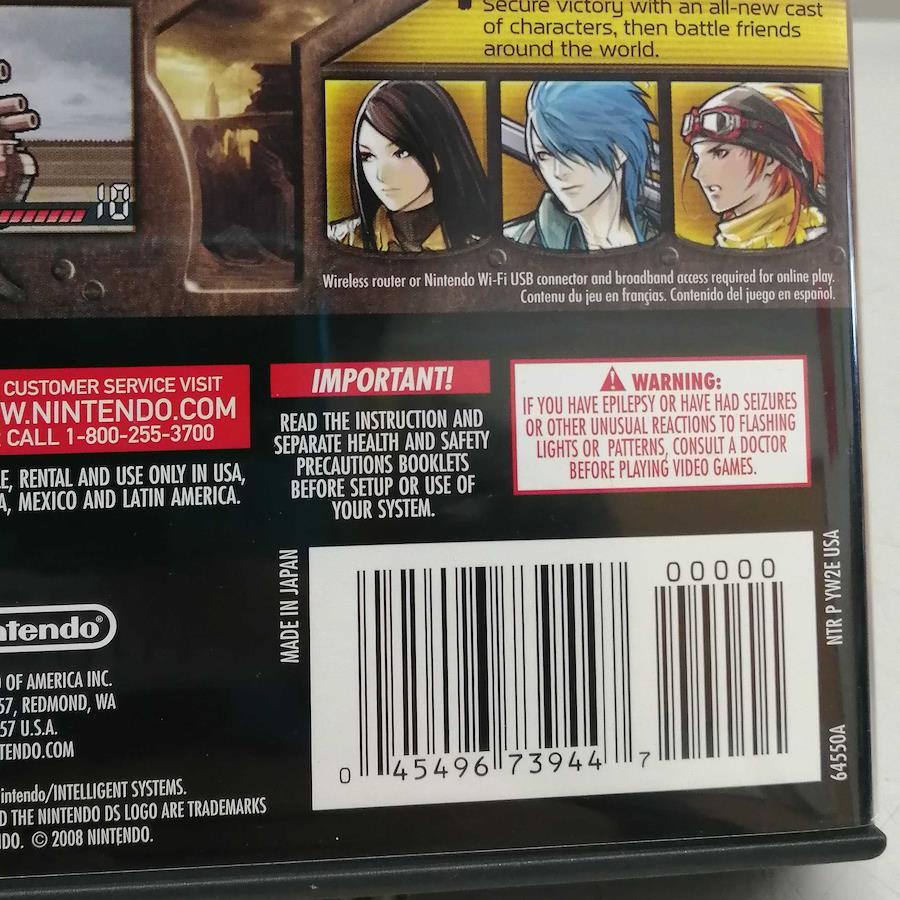 Secure victory with an all-new cast
of characters, then battle friends
around the world.
10
Wireless router or Nintendo Wi-Fi USB connector and broadband access required for online play.
Contenu du jeu en françias. Contenido del juego en español.
CUSTOMER SERVICE VISIT
W.NINTENDO.COM
CALL 1-800-255-3700
E, RENTAL AND USE ONLY IN USA,
A, MEXICO AND LATIN AMERICA.
IMPORTANT!
READ THE INSTRUCTION AND
SEPARATE HEALTH AND SAFETY
PRECAUTIONS BOOKLETS
BEFORE SETUP OR USE OF
YOUR SYSTEM.
WARNING:
IF YOU HAVE EPILEPSY OR HAVE HAD SEIZURES
OR OTHER UNUSUAL REACTIONS TO FLASHING
LIGHTS OR PATTERNS, CONSULT A DOCTOR
BEFORE PLAYING VIDEO GAMES.
ntendo®
OF AMERICA INC.
57, REDMOND, WA
57 U.S.A.
TENDO.COM
intendo/INTELLIGENT SYSTEMS.
D THE NINTENDO DS LOGO ARE TRADEMARKS
DO. © 2008 NINTENDO.
MADE IN JAPAN
00000
0 45496 73944 7
NTR P YW2E USA
64550A